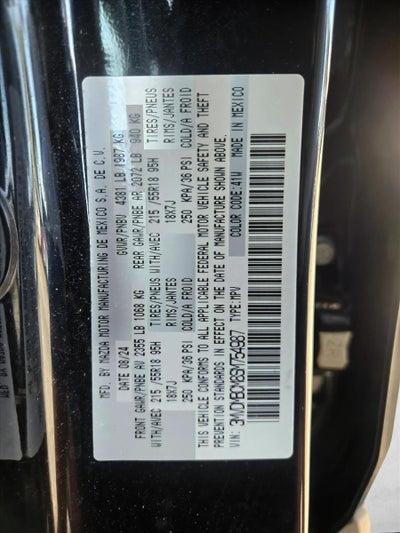 MFD. BY MAZDA MOTOR MANUFACTURING DE MEXICO S.A. DE C.V.
DATE 08/24 GVWR/PNBV 4381 LB 1987 KG
FRONT GAWR/PNBE AV 2355 LB 1068 KG REAR GAWR/PNBE AR 2072 LB 940 KG
WITH/AVEC 215/55R18 95H TIRES/PNEUS WITH/AVEC 215/55R18 95H TIRES/PNEUS
18X7J RIMS/JANTES 18X7J RIMS/JANTES
250 KPA/36 PSI COLD/A FROID 250 KPA/36 PSI COLD/A FROID
THIS VEHICLE CONFORMS TO ALL APPLICABLE FEDERAL MOTOR VEHICLE SAFETY AND THEFT
PREVENTION STANDARDS IN EFFECT ON THE DATE OF MANUFACTURE SHOWN ABOVE.
VIN: 3MVDMBCM8SM754987 TYPE:MPV COLOR CODE:41W MADE IN MEXICO